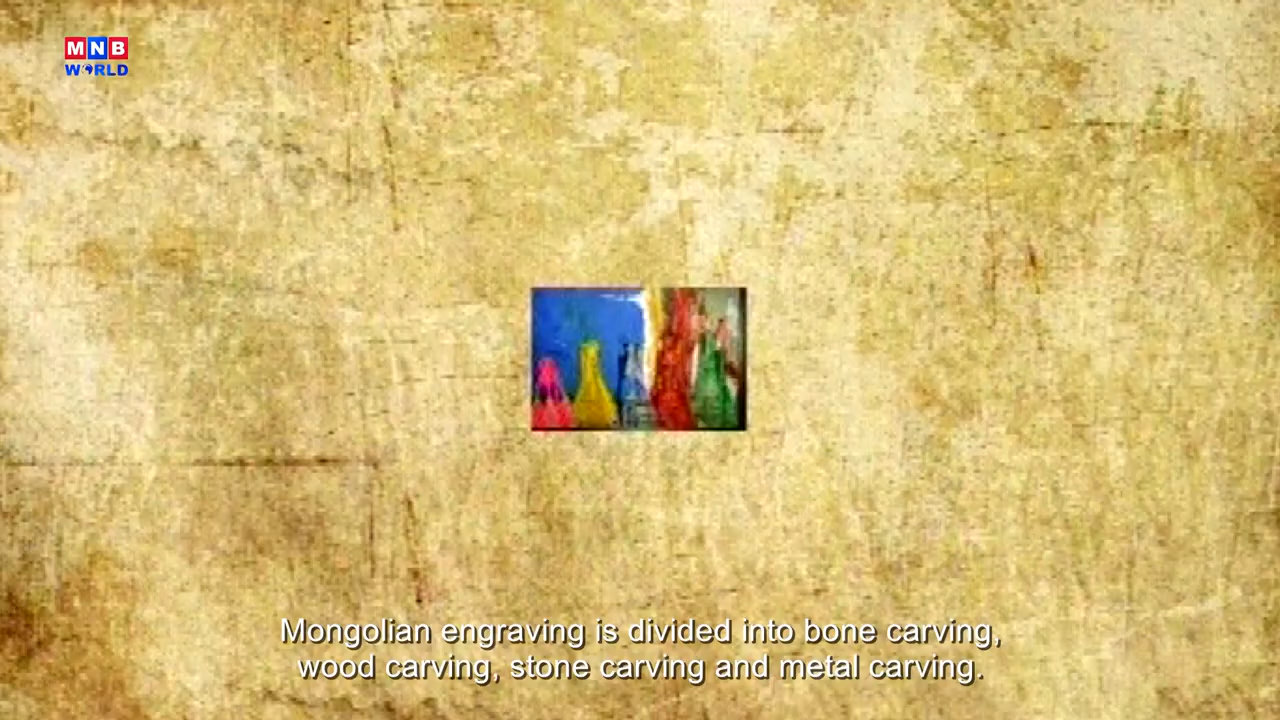 MNB
WORLD
Mongolian engraving is divided into bone carving,
wood carving, stone carving and metal carving.